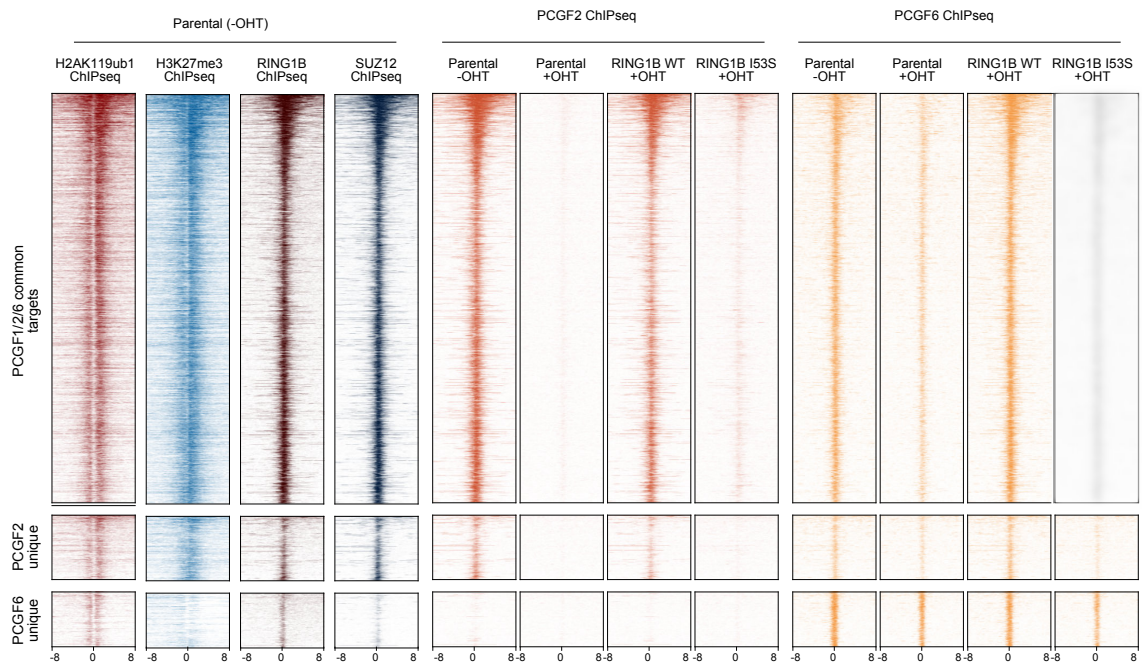 Parental (-OHT)
PCGF2 ChIPseq
PCGF6 ChIPseq
H2AK119ub1
ChIPseq
H3K27me3
ChIPseq
RING1B
ChIPseq
SUZ12
ChIPseq
Parental
-OHT
Parental
+OHT
RING1B WT
+OHT
RING1B I53S
+OHT
Parental
-OHT
Parental
+OHT
RING1B WT
+OHT
RING1B I53S
+OHT
PCGF1/2/6 common
targets
PCGF2
unique
PCGF6
unique
-8 0 8 -8 0 8 -8 0 8 -8 0 8 -8 0 8 -8 0 8 -8 0 8 -8 0 8 -8 0 8 -8 0 8 -8 0 8 -8 0 8